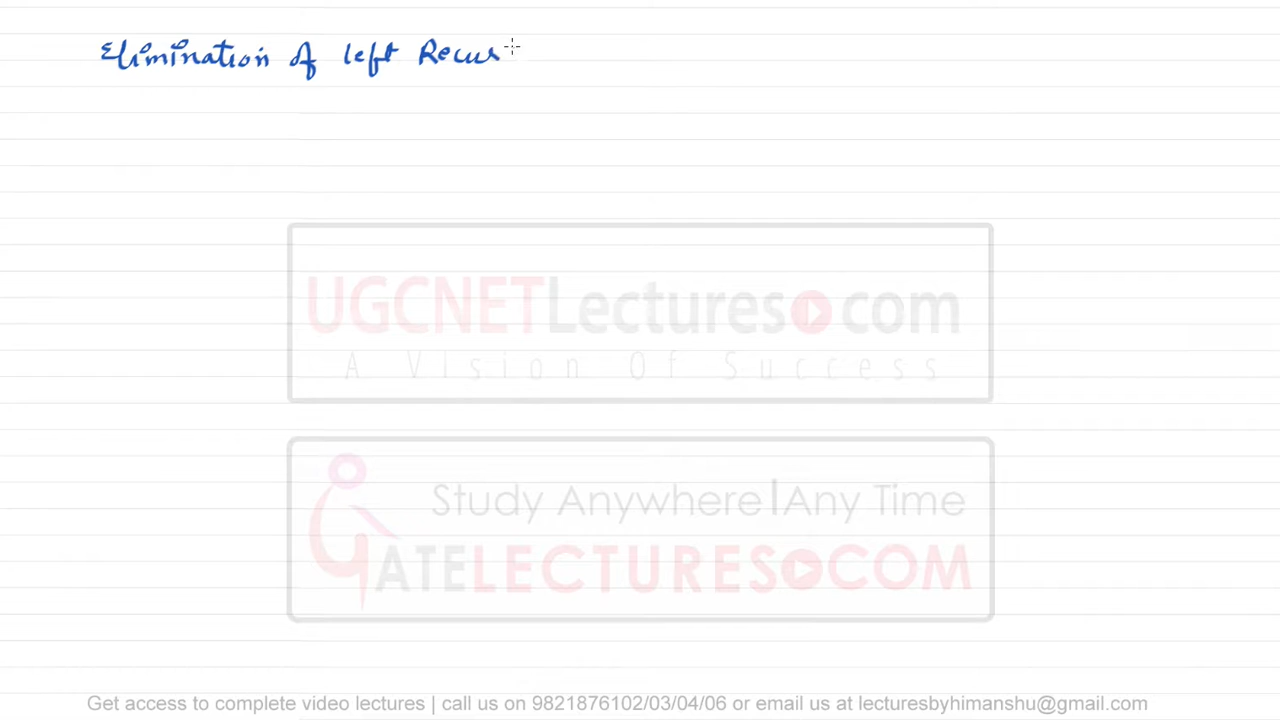 Elimination of left Recurs
UGCNETLectures.com
A Vision Of Success
Study Anywhere|Any Time
GATELECTURES.COM
Get access to complete video lectures | call us on 9821876102/03/04/06 or email us at lecturesbyhimanshu@gmail.com